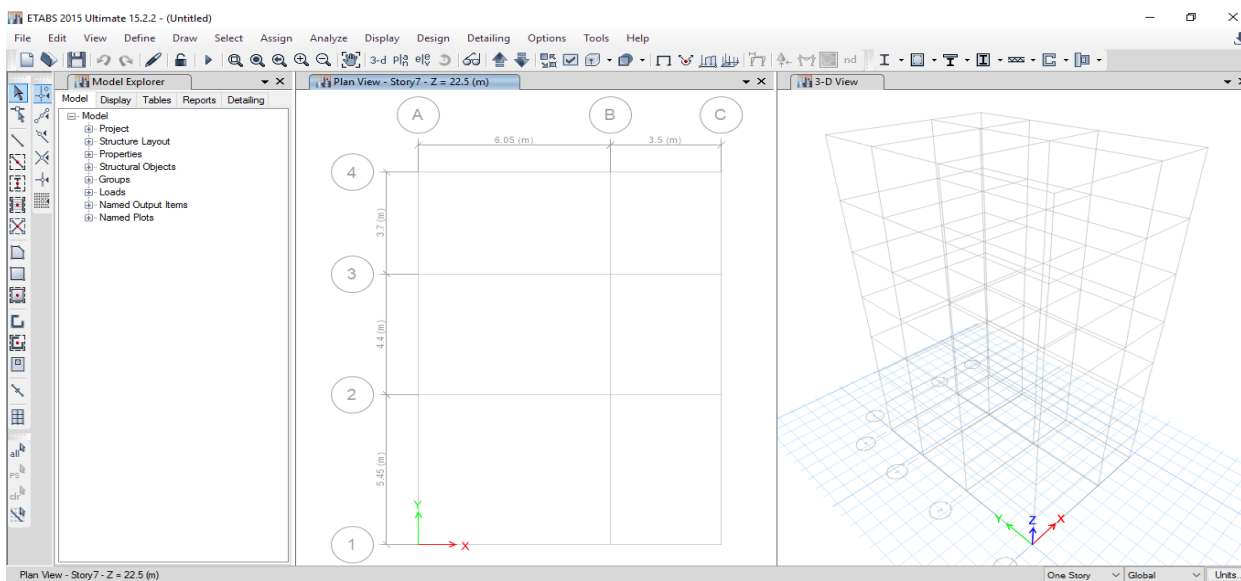 ETABS 2015 Ultimate 15.2.2 - (Untitled)
File Edit View Define Draw Select Assign Analyze Display Design Detailing Options Tools Help
3-d nd
Model Explorer
Model Display Tables Reports Detailing
Model
Project
Structure Layout
Properties
Structural Objects
Groups
Loads
Named Output Items
Named Plots
all
PS
clr
Plan View - Story7 - Z = 22.5 (m)
A B C
6.05 (m) 3.5 (m)
4
3.7 (m)
3
4.4 (m)
2
5.45 (m)
Y
1 X
3-D View
Y Z X
Plan View - Story7 - Z = 22.5 (m) One Story Global Units...